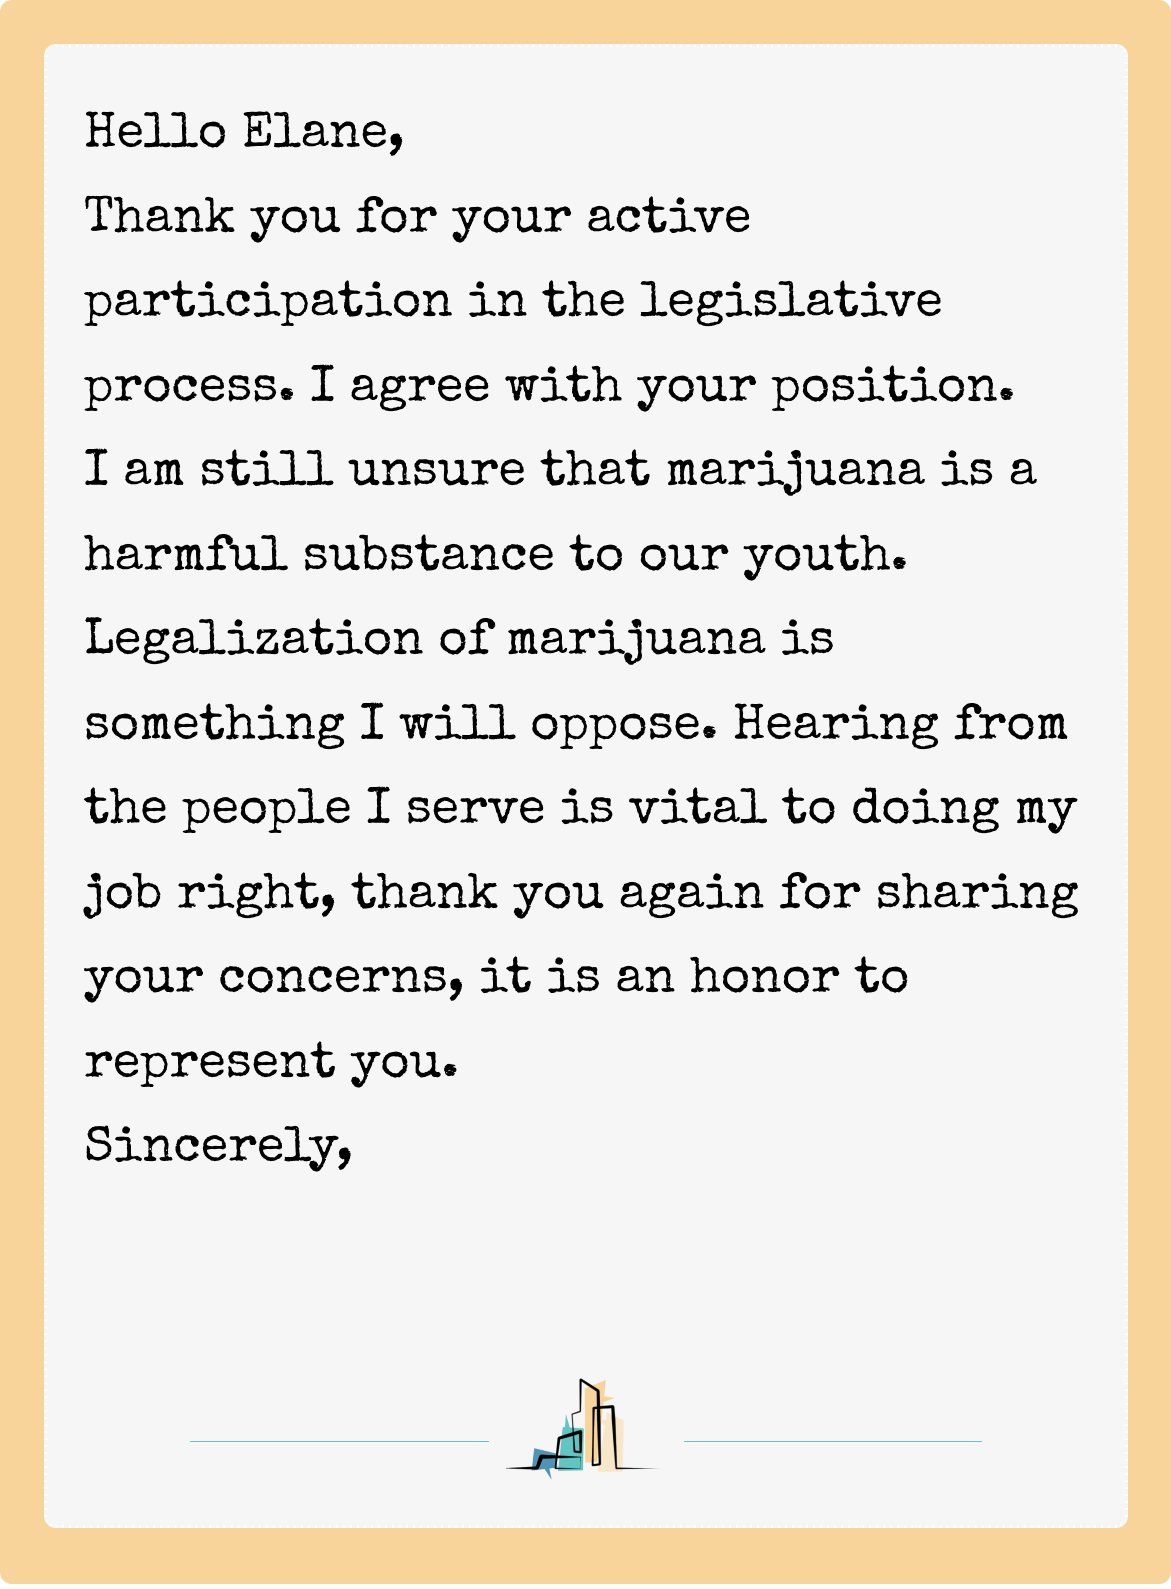 Hello Elane,
Thank you for your active
participation in the legislative
process. I agree with your position.
I am still unsure that marijuana is a
harmful substance to our youth.
Legalization of marijuana is
something I will oppose. Hearing from
the people I serve is vital to doing my
job right, thank you again for sharing
your concerns, it is an honor to
represent you.
Sincerely,